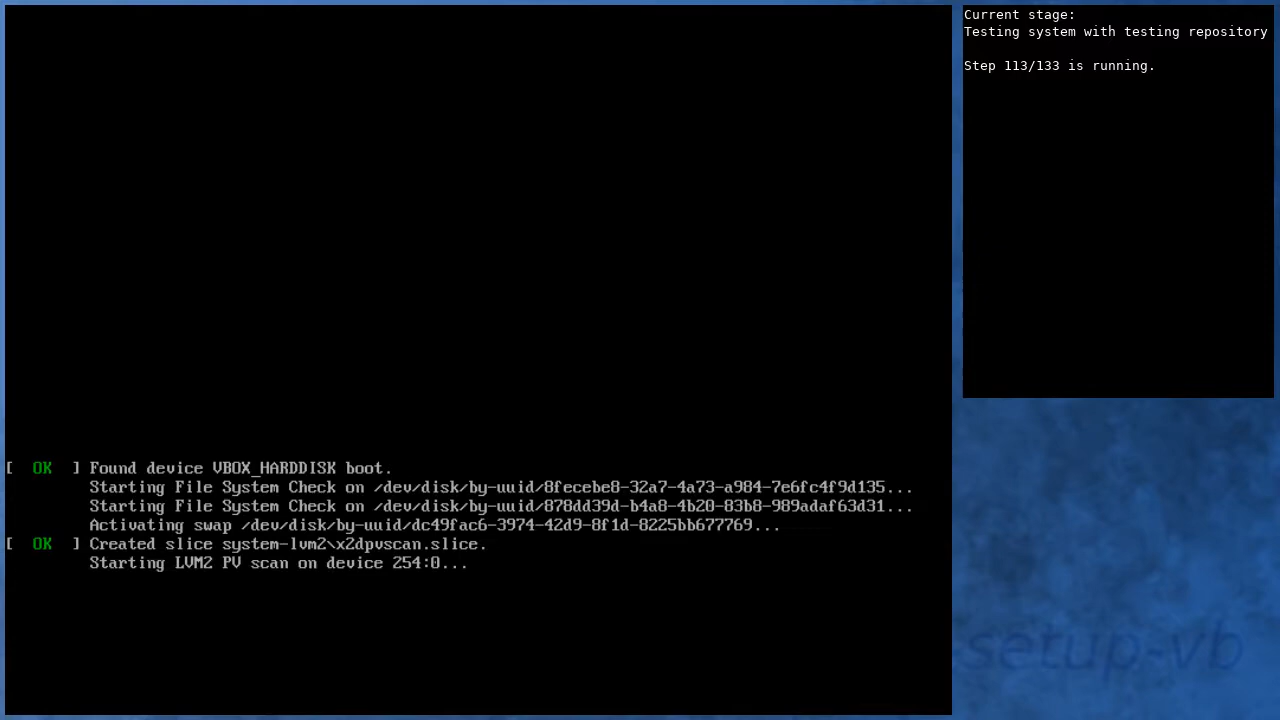 [  OK  ] Found device VBOX_HARDDISK boot.
         Starting File System Check on /dev/disk/by-uuid/8fecebe8-32a7-4a73-a984-7e6fc4f9d135...
         Starting File System Check on /dev/disk/by-uuid/878dd39d-b4a8-4b20-83b8-989adaf63d31...
         Activating swap /dev/disk/by-uuid/dc49fac6-3974-42d9-8f1d-8225bb677769...
[  OK  ] Created slice system-lvm2\x2dpvscan.slice.
         Starting LVM2 PV scan on device 254:0...
Current stage:
Testing system with testing repository
Step 113/133 is running.
setup-vb